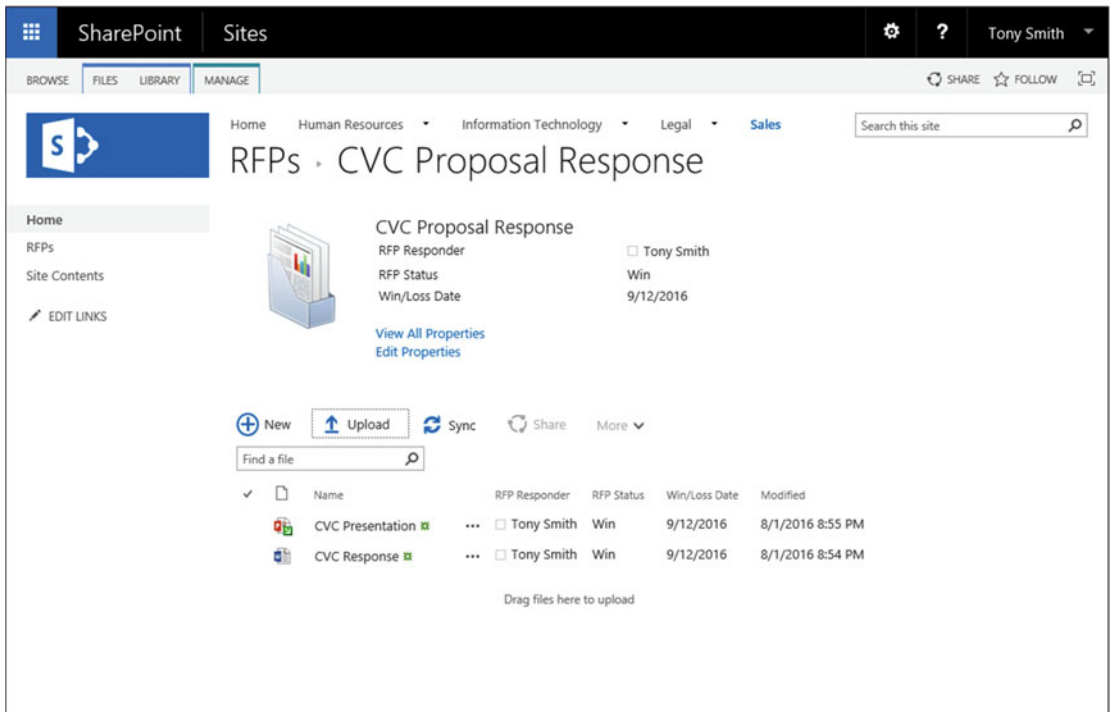 SharePoint Sites ? Tony Smith
BROWSE FILES LIBRARY MANAGE SHARE FOLLOW
S
Home Human Resources Information Technology Legal Sales Search this site
RFPs ▸ CVC Proposal Response
Home
RFPs
Site Contents
EDIT LINKS
CVC Proposal Response
RFP Responder Tony Smith
RFP Status Win
Win/Loss Date 9/12/2016
View All Properties
Edit Properties
New Upload Sync Share More
Find a file
Name RFP Responder RFP Status Win/Loss Date Modified
CVC Presentation ... Tony Smith Win 9/12/2016 8/1/2016 8:55 PM
CVC Response ... Tony Smith Win 9/12/2016 8/1/2016 8:54 PM
Drag files here to upload